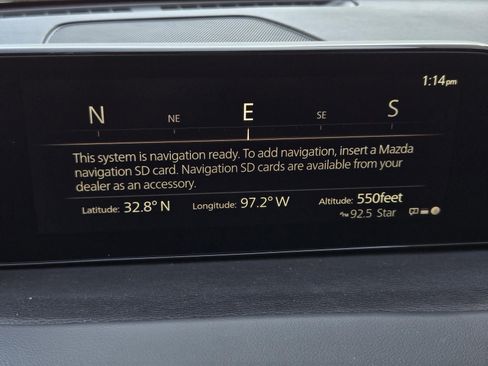 1:14pm
N NE E SE S
This system is navigation ready. To add navigation, insert a Mazda
navigation SD card. Navigation SD cards are available from your
dealer as an accessory.
Latitude: 32.8° N Longitude: 97.2° W Altitude: 550feet
92.5 Star